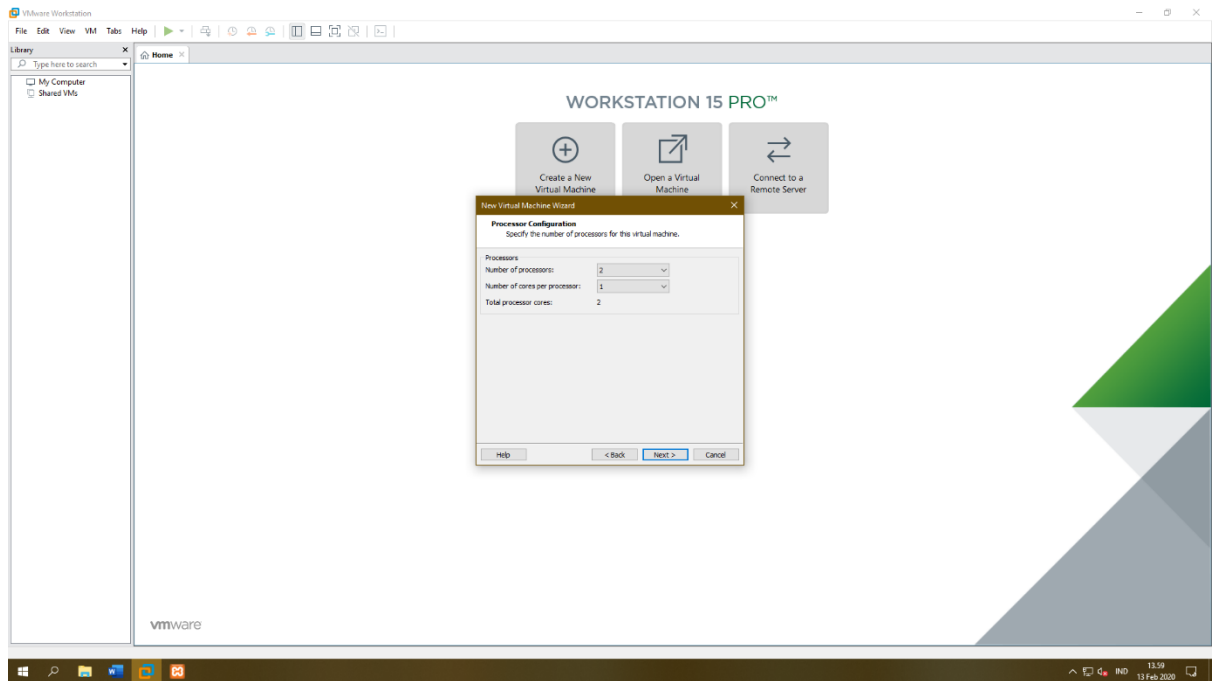 VMware Workstation
File Edit View VM Tabs Help
Library
Type here to search
My Computer
Shared VMs
Home
WORKSTATION 15 PRO™
Create a New
Virtual Machine
Open a Virtual
Machine
Connect to a
Remote Server
New Virtual Machine Wizard
Processor Configuration
Specify the number of processors for this virtual machine.
Processors
Number of processors: 2
Number of cores per processor: 1
Total processor cores: 2
Help < Back Next > Cancel
vmware
IND
13.59
13 Feb 2020